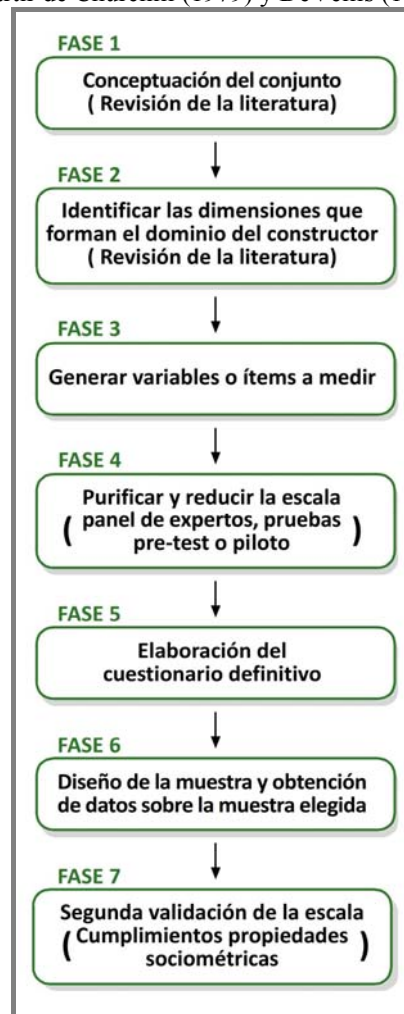 FASE 1
Conceptuación del conjunto
( Revisión de la literatura)
FASE 2
Identificar las dimensiones que
forman el dominio del constructor
( Revisión de la literatura)
FASE 3
Generar variables o ítems a medir
FASE 4
Purificar y reducir la escala
( panel de expertos, pruebas )
pre-test o piloto
FASE 5
Elaboración del
cuestionario definitivo
FASE 6
Diseño de la muestra y obtención
de datos sobre la muestra elegida
FASE 7
Segunda validación de la escala
( Cumplimientos propiedades )
sociométricas